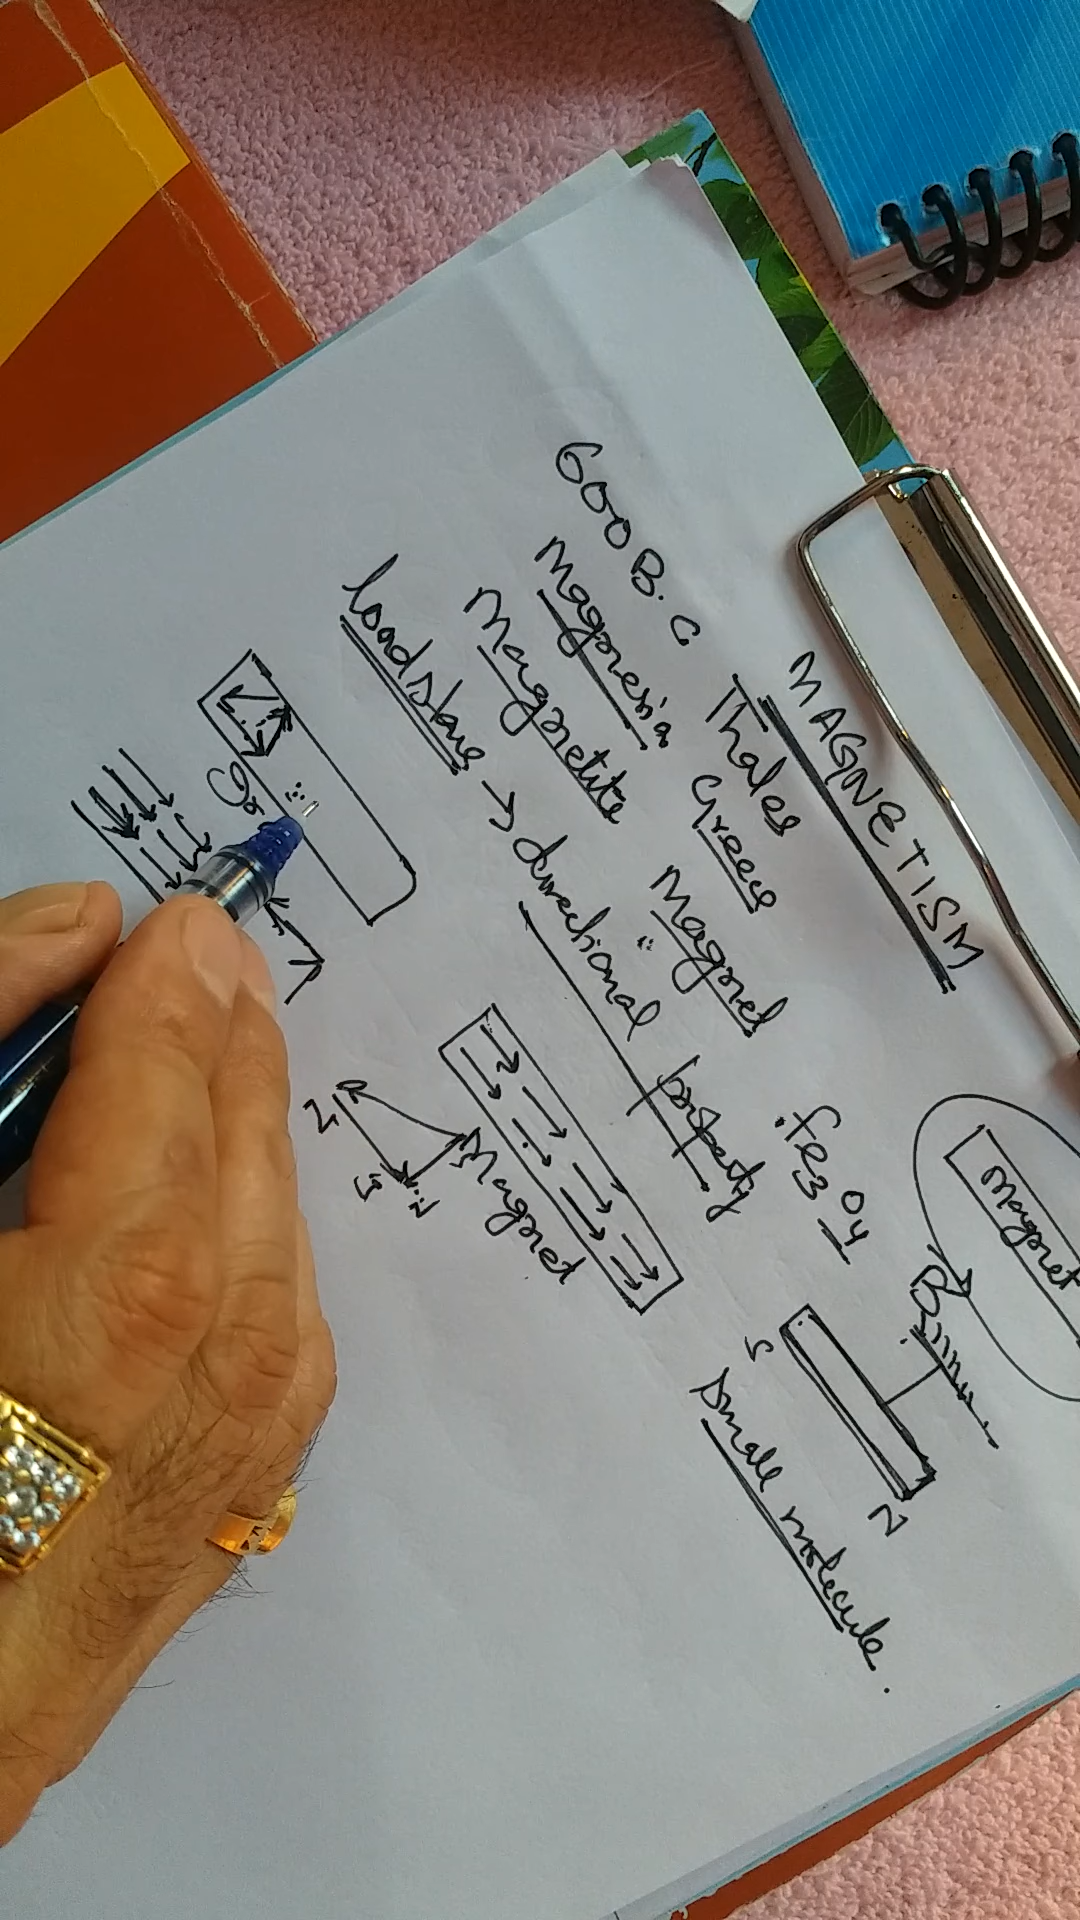 MAGNETISM
600 B.C Thales
Magnesia Greece
Magnetite Magnet Fe3O4
loadstone → directional property
Magnet
B
S N
small molecule.
Magnet
N S N S